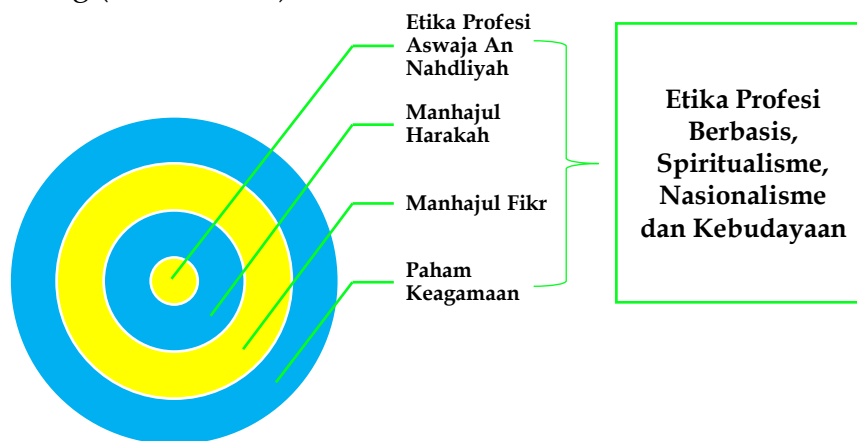 Etika Profesi
Aswaja An
Nahdliyah
Manhajul
Harakah
Manhajul Fikr
Paham
Keagamaan
Etika Profesi
Berbasis,
Spiritualisme,
Nasionalisme
dan Kebudayaan